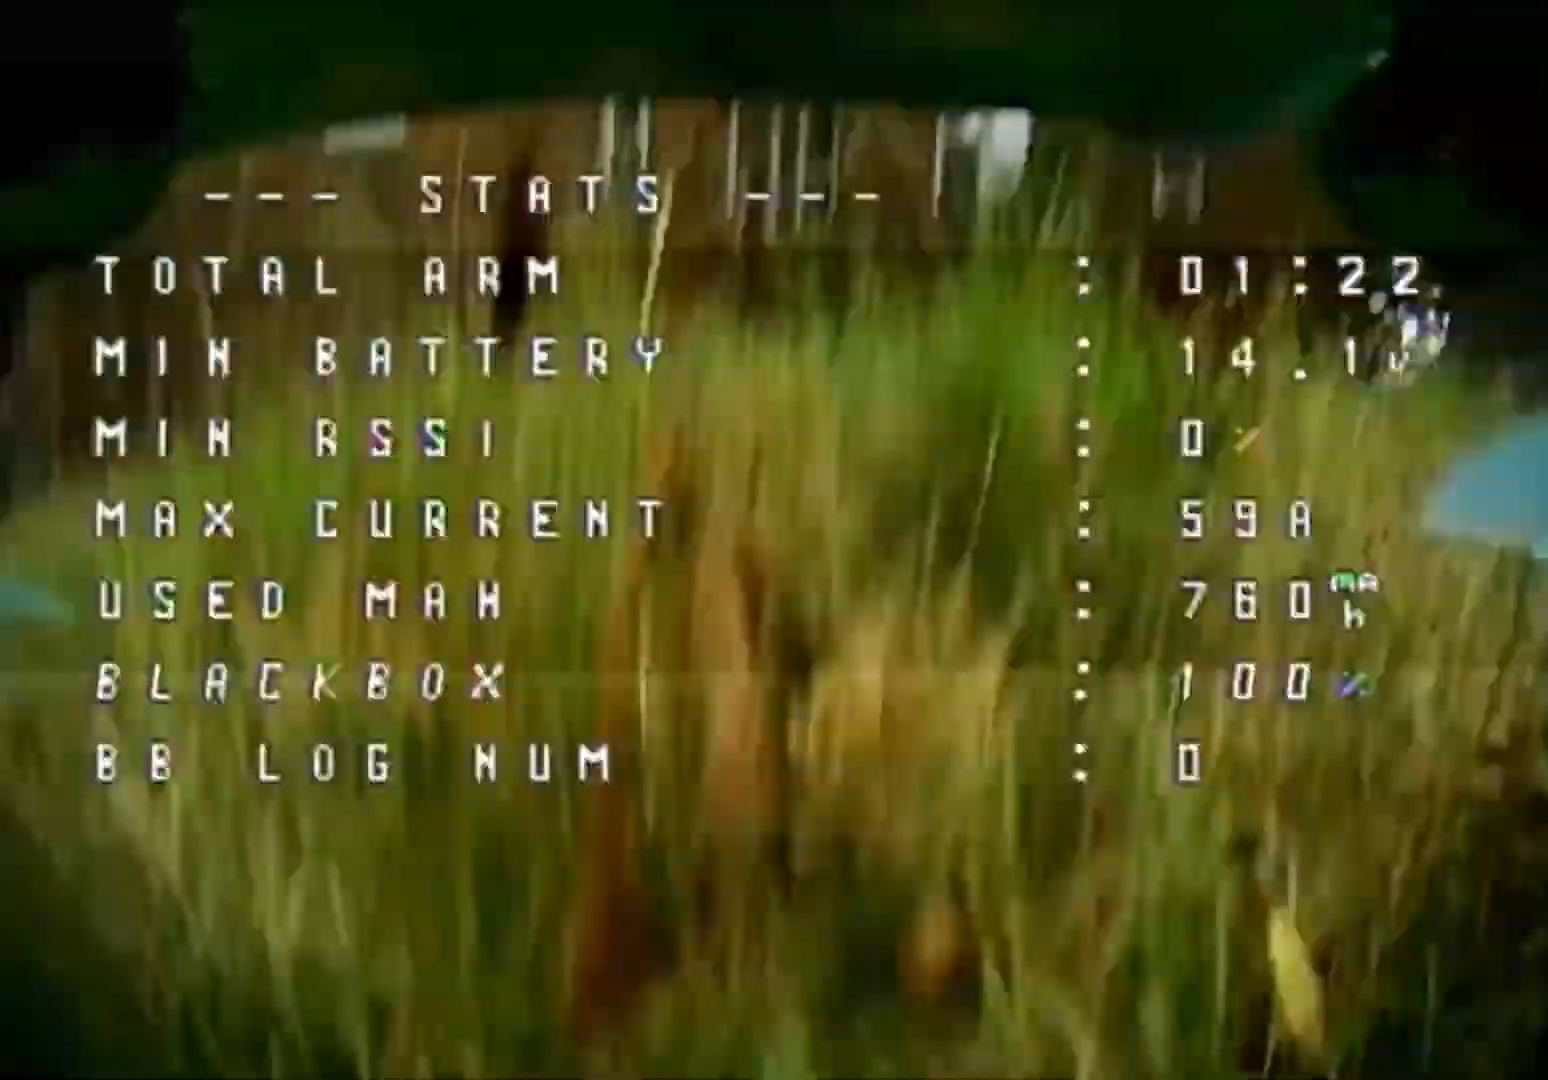 --- STATS ---
TOTAL ARM : 01:22
MIN BATTERY : 14.1V
MIN RSSI : 0%
MAX CURRENT : 59A
USED MAH : 760mAh
BLACKBOX : 100%
BB LOG NUM : 0